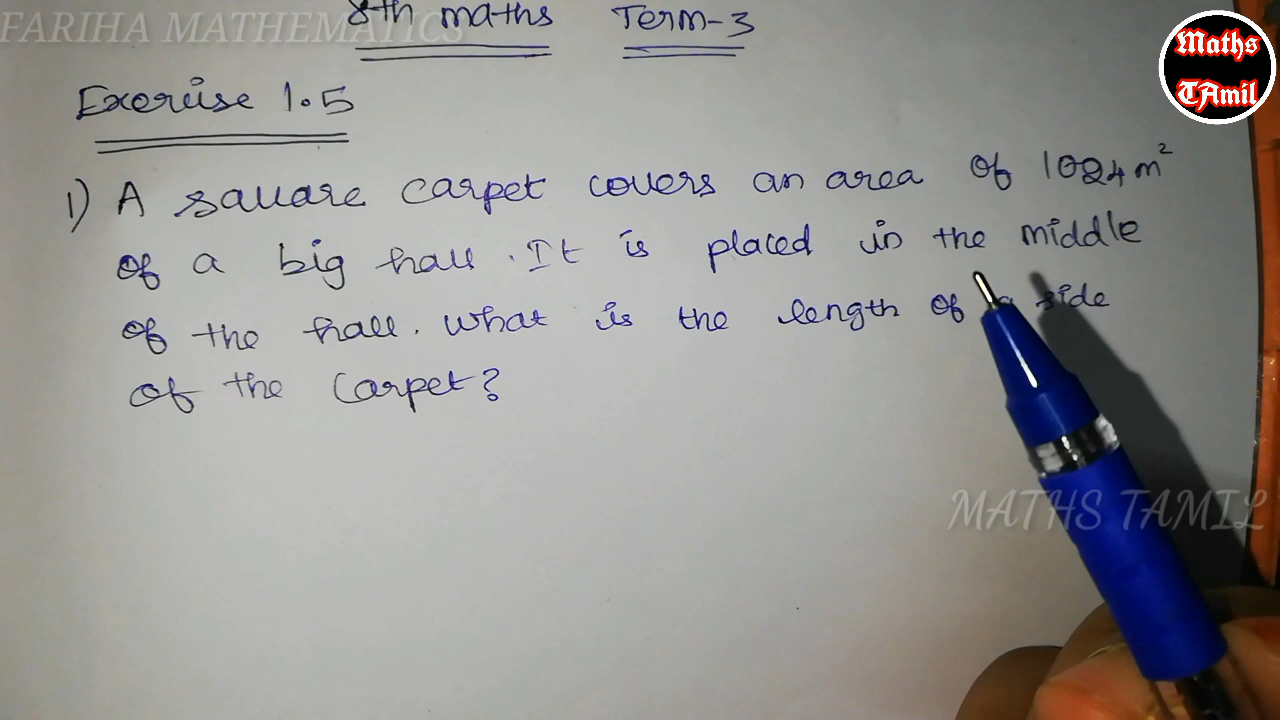 FARIHA MATHEMATICS
8th maths Term-3
Maths
TAmil
Exercise 1.5
1) A square carpet covers an area of 1024 m²
of a big hall. It is placed in the middle
of the hall. What is the length of a side
of the carpet?
MATHS TAMIL